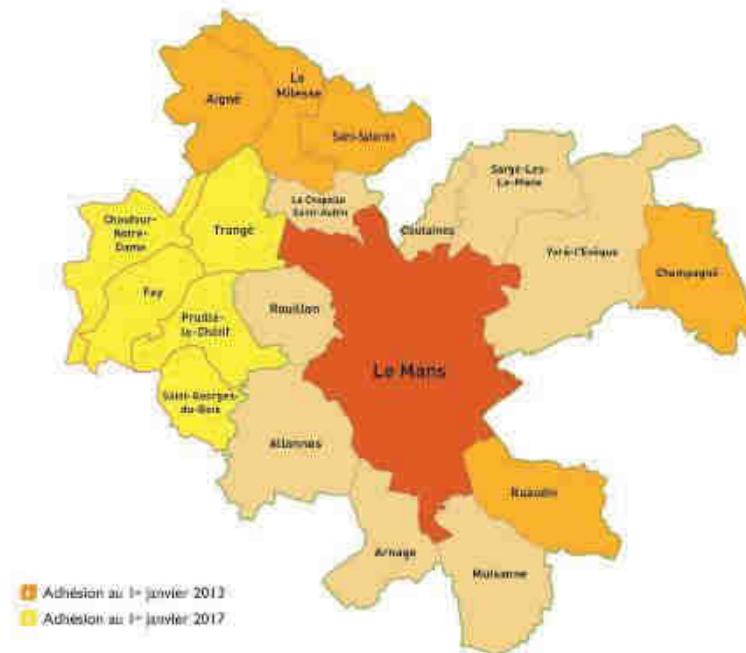 Aigné
La
Milesse
Saint-Saturnin
La Chapelle
Saint-Aubin
Sargé-Les-
Le-Mans
Coulaines
Yvré-l'Évêque
Champagné
Chaufour-
Notre-
Dame
Trangé
Fay
Rouillon
Pruillé-
le-Chétif
Le Mans
Saint-Georges-
du-Bois
Allonnes
Ruaudin
Arnage
Mulsanne
Adhésion au 1er janvier 2013
Adhésion au 1er janvier 2017